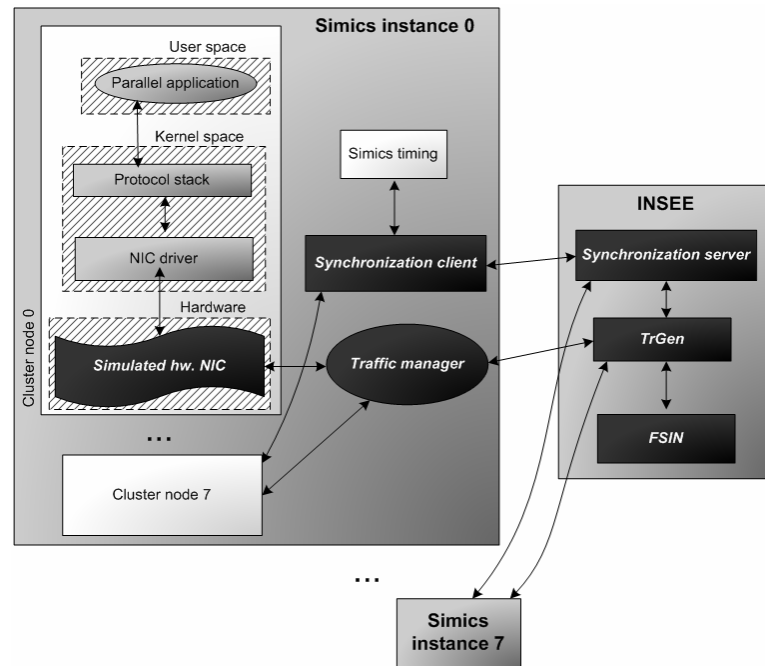 Simics instance 0
User space
Parallel application
Kernel space
Protocol stack
NIC driver
Hardware
Simulated hw. NIC
Cluster node 0
...
Cluster node 7
Simics timing
Synchronization client
Traffic manager
INSEE
Synchronization server
TrGen
FSIN
...
Simics
instance 7